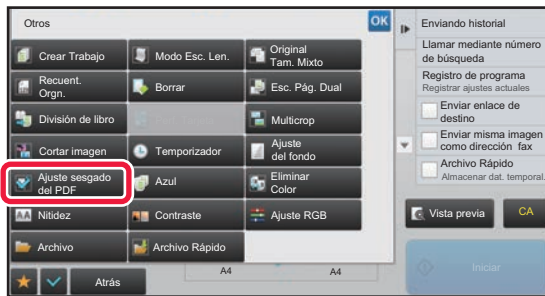 Otros
OK
Crear Trabajo
Modo Esc. Len.
Original
Tam. Mixto
Recuent.
Orgn.
Borrar
Esc. Pág. Dual
División de libro
Multicrop
Cortar imagen
Temporizador
Ajuste
del fondo
Ajuste sesgado
del PDF
Azul
Eliminar
Color
Nitidez
Contraste
Ajuste RGB
Archivo
Archivo Rápido
Atrás
A4
A4
Enviando historial
Llamar mediante número
de búsqueda
Registro de programa
Registrar ajustes actuales
Enviar enlace de
destino
Enviar misma imagen
como dirección fax
Archivo Rápido
Almacenar dat. temporal.
Vista previa
CA
Iniciar